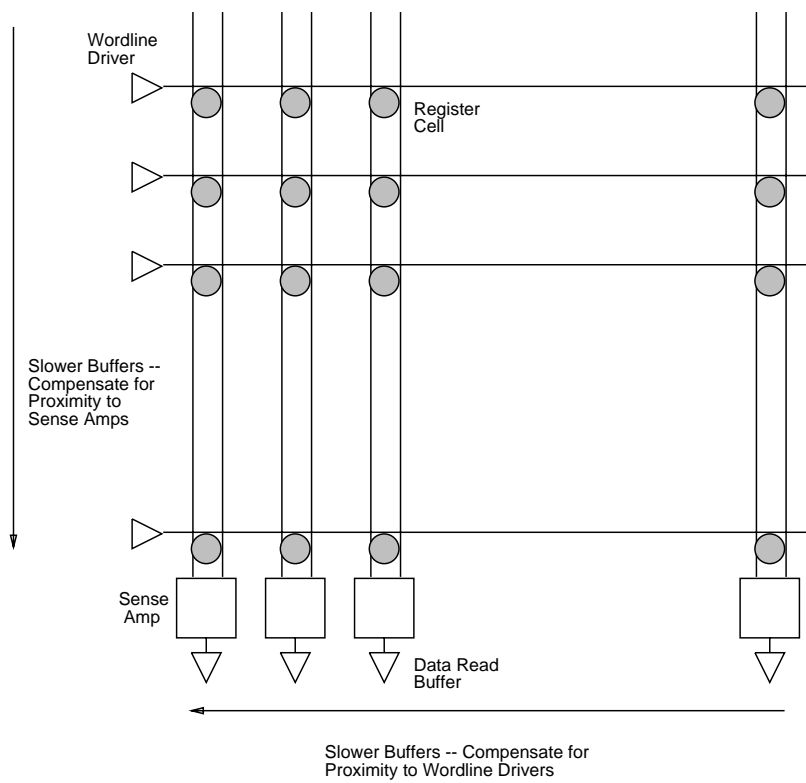 Wordline
Driver
Register
Cell
Slower Buffers --
Compensate for
Proximity to
Sense Amps
Sense
Amp
Data Read
Buffer
Slower Buffers -- Compensate for
Proximity to Wordline Drivers